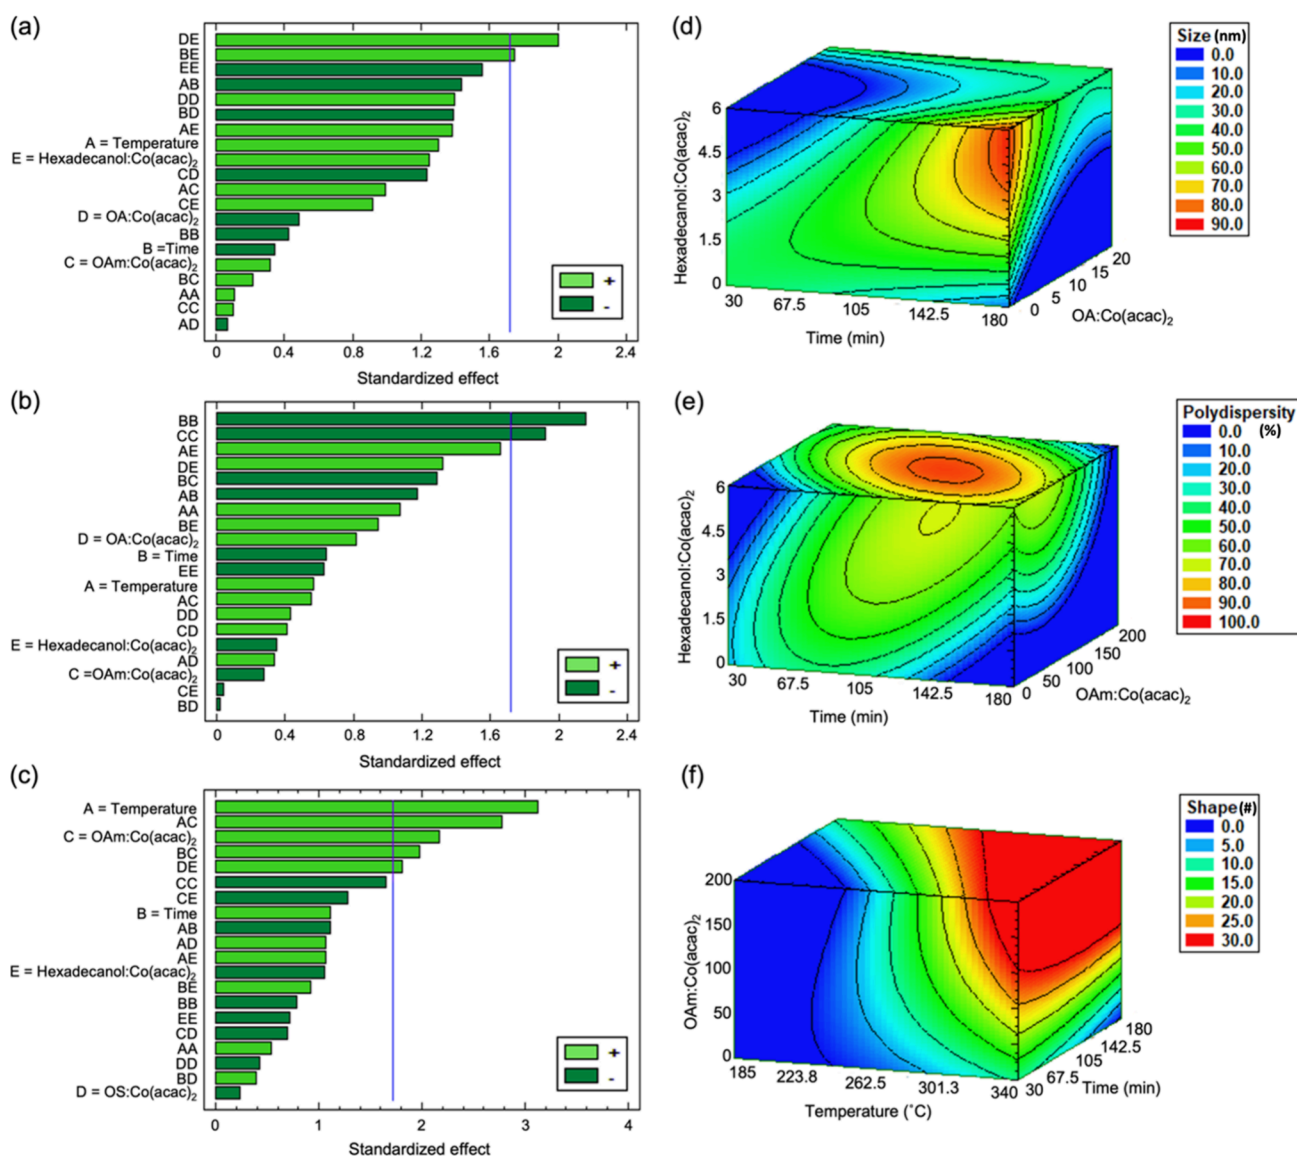 (a)
DE
BE
EE
AB
DD
BD
AE
A = Temperature
E = Hexadecanol:Co(acac)₂
CD
AC
CE
D = OA:Co(acac)₂
BB
B =Time
C = OAm:Co(acac)₂
BC
AA
CC
AD
+
-
0 0.4 0.8 1.2 1.6 2 2.4
Standardized effect
(d)
Size (nm)
0.0
10.0
20.0
30.0
40.0
50.0
60.0
70.0
80.0
90.0
Hexadecanol:Co(acac)₂
6
4.5
3
1.5
0
30 67.5 105 142.5 180
Time (min)
0 5 10 15 20
OA:Co(acac)₂
(b)
BB
CC
AE
DE
BC
AB
AA
BE
D = OA:Co(acac)₂
B = Time
EE
A = Temperature
AC
DD
CD
E = Hexadecanol:Co(acac)₂
AD
C =OAm:Co(acac)₂
CE
BD
+
-
0 0.4 0.8 1.2 1.6 2 2.4
Standardized effect
(e)
Polydispersity
(%)
0.0
10.0
20.0
30.0
40.0
50.0
60.0
70.0
80.0
90.0
100.0
Hexadecanol:Co(acac)₂
6
4.5
3
1.5
0
30 67.5 105 142.5 180
Time (min)
0 50 100 150 200
OAm:Co(acac)₂
(c)
A = Temperature
AC
C = OAm:Co(acac)₂
BC
DE
CC
CE
B = Time
AB
AD
AE
E = Hexadecanol:Co(acac)₂
BE
BB
EE
CD
AA
DD
BD
D = OS:Co(acac)₂
+
-
0 1 2 3 4
Standardized effect
(f)
Shape (#)
0.0
5.0
10.0
15.0
20.0
25.0
30.0
OAm:Co(acac)₂
200
150
100
50
0
185 223.8 262.5 301.3 340
Temperature (˚C)
30 67.5 105 142.5 180
Time (min)